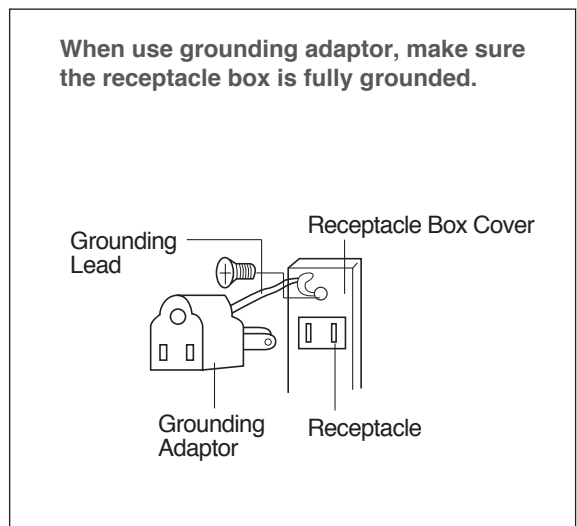 When use grounding adaptor, make sure
the receptacle box is fully grounded.
Grounding
Lead
Receptacle Box Cover
Grounding
Adaptor
Receptacle